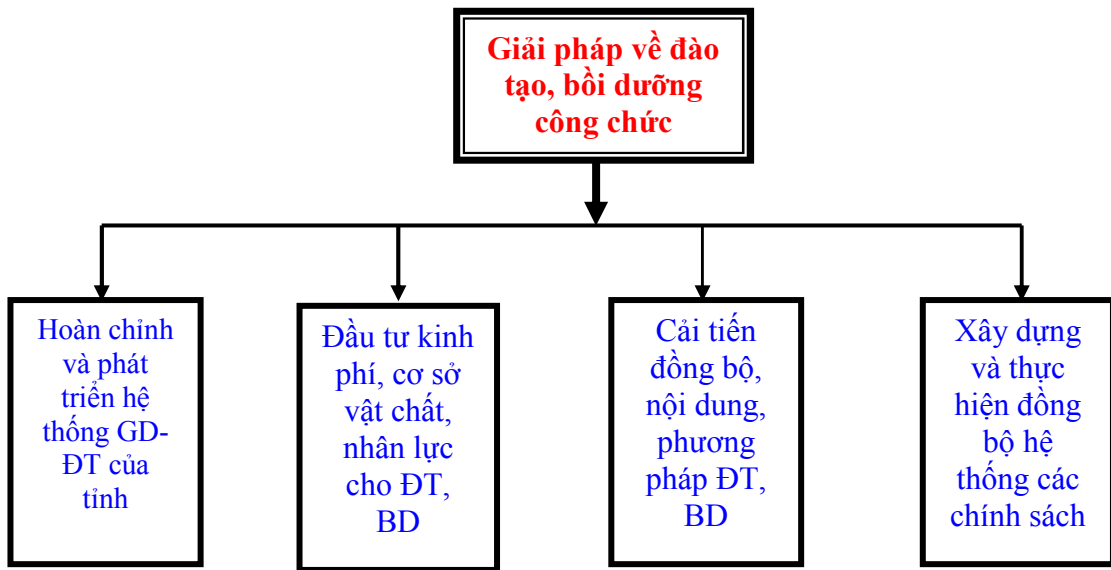 Giải pháp về đào
tạo, bồi dưỡng
công chức
Hoàn chỉnh
và phát
triển hệ
thống GD-
ĐT của
tỉnh
Đầu tư kinh
phí, cơ sở
vật chất,
nhân lực
cho ĐT,
BD
Cải tiến
đồng bộ,
nội dung,
phương
pháp ĐT,
BD
Xây dựng
và thực
hiện đồng
bộ hệ
thống các
chính sách